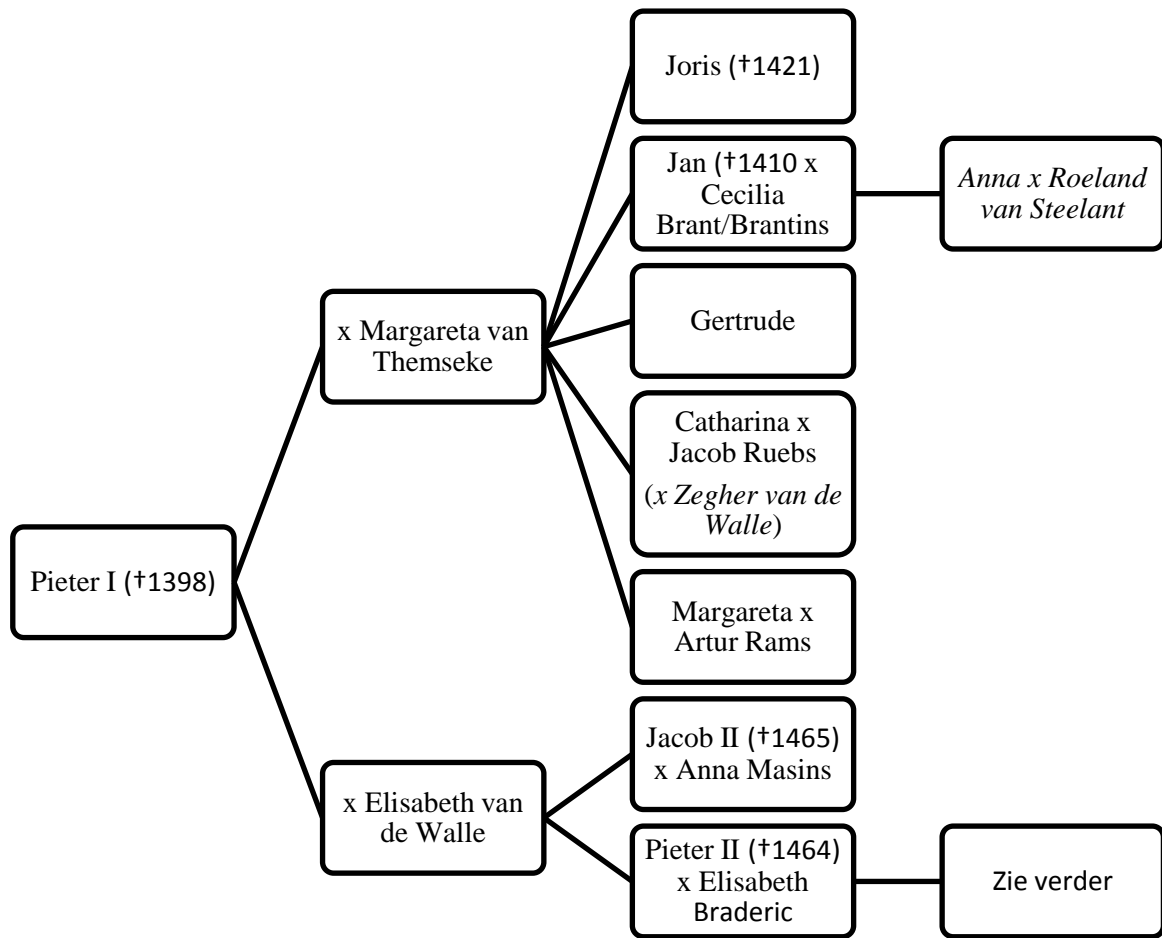 Joris (†1421)
Jan (†1410 x
Cecilia
Brant/Brantins
Anna x Roeland
van Steelant
Gertrude
x Margareta van
Themseke
Catharina x
Jacob Ruebs
(x Zegher van de
Walle)
Pieter I (†1398)
Margareta x
Artur Rams
Jacob II (†1465)
x Anna Masins
x Elisabeth van
de Walle
Pieter II (†1464)
x Elisabeth
Braderic
Zie verder